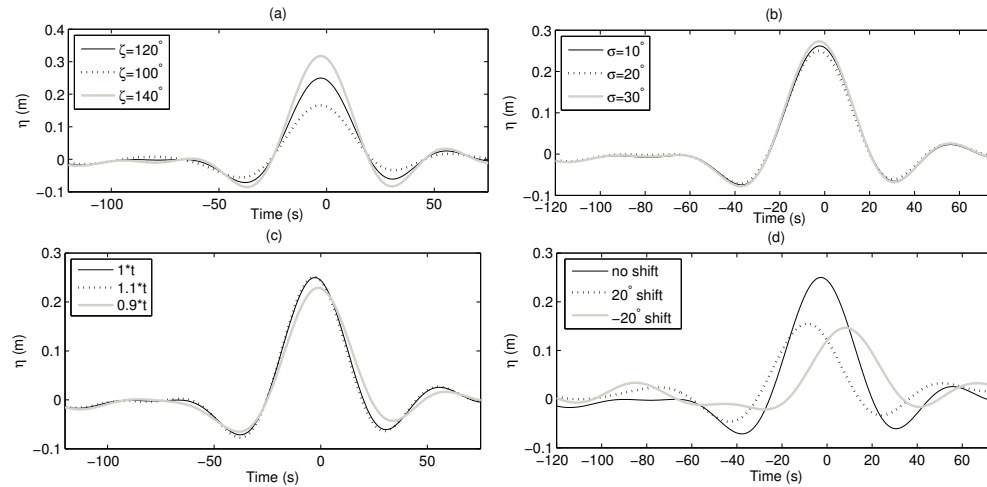 (a)
0.4
0.3
0.2
0.1
0
−0.1
η (m)
ζ=120°
ζ=100°
ζ=140°
−100
−50
0
50
Time (s)
(b)
0.2
0.1
0
−0.1
η (m)
σ=10°
σ=20°
σ=30°
−120
−100
−80
−60
−40
−20
0
20
40
60
Time (s)
(c)
0.3
0.2
0.1
0
−0.1
η (m)
1*t
1.1*t
0.9*t
−100
−50
0
50
Time (s)
(d)
0.3
0.2
0.1
0
−0.1
η (m)
no shift
20° shift
−20° shift
−120
−100
−80
−60
−40
−20
0
20
40
60
Time (s)